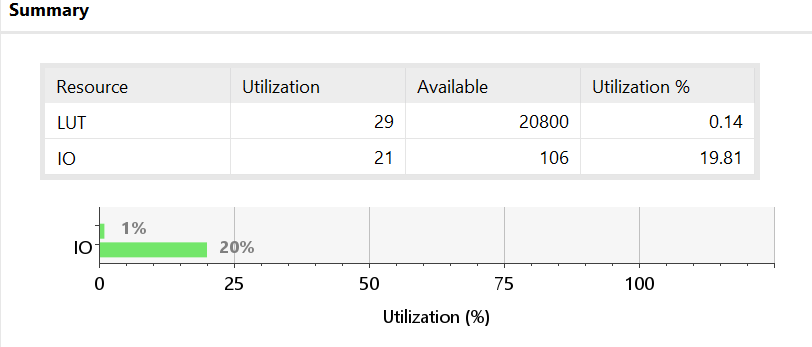 Summary
Resource Utilization Available Utilization %
LUT 29 20800 0.14
IO 21 106 19.81
1%
IO 20%
0 25 50 75 100
Utilization (%)